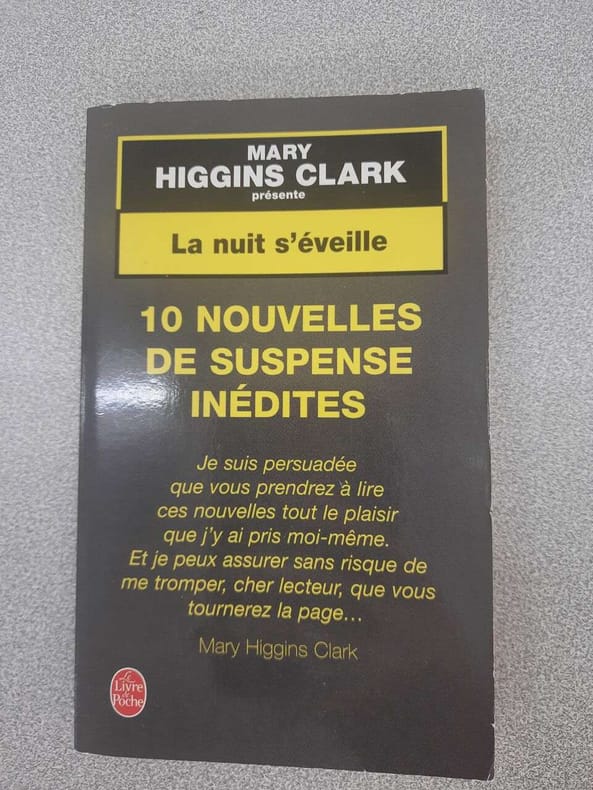 MARY
HIGGINS CLARK
présente
La nuit s'éveille
10 NOUVELLES
DE SUSPENSE
INÉDITES
Je suis persuadée
que vous prendrez à lire
ces nouvelles tout le plaisir
que j'y ai pris moi-même.
Et je peux assurer sans risque de
me tromper, cher lecteur, que vous
tournerez la page...
Mary Higgins Clark
Le
Livre
de
Poche